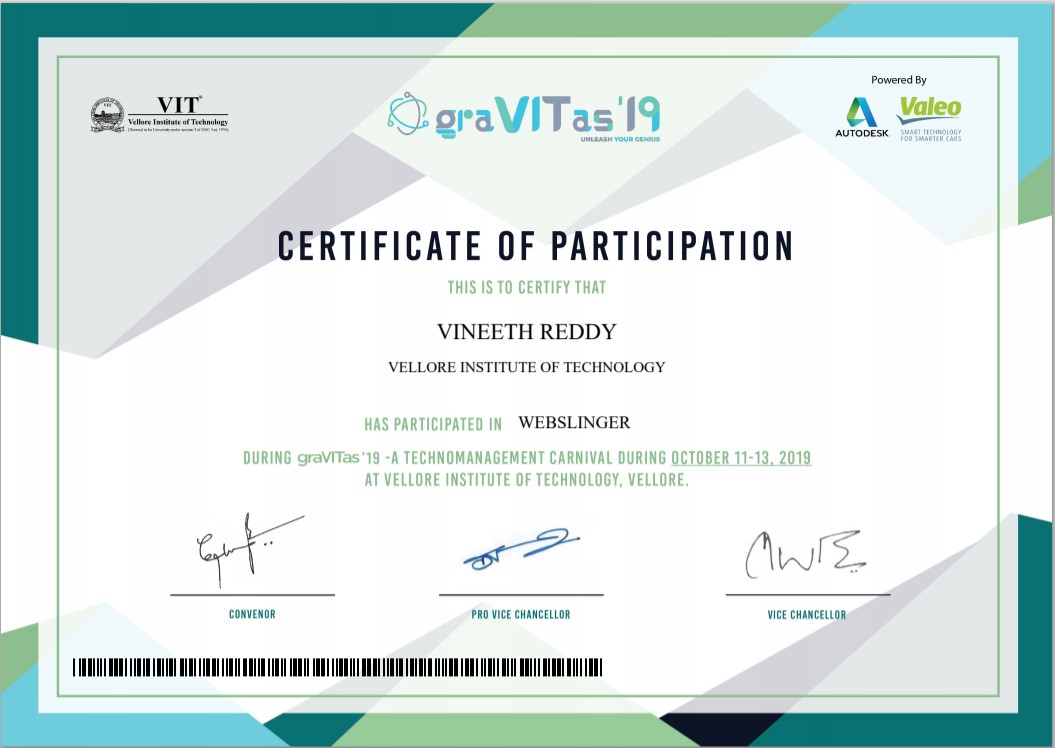 VIT®
Vellore Institute of Technology
(Deemed to be University under section 3 of UGC Act, 1956)
graVITas'19
UNLEASH YOUR GENIUS
Powered By
AUTODESK.
Valeo
SMART TECHNOLOGY
FOR SMARTER CARS
CERTIFICATE OF PARTICIPATION
THIS IS TO CERTIFY THAT
VINEETH REDDY
VELLORE INSTITUTE OF TECHNOLOGY
HAS PARTICIPATED IN WEBSLINGER
DURING graVITas'19 -A TECHNOMANAGEMENT CARNIVAL DURING OCTOBER 11-13, 2019
AT VELLORE INSTITUTE OF TECHNOLOGY, VELLORE.
CONVENOR
PRO VICE CHANCELLOR
VICE CHANCELLOR